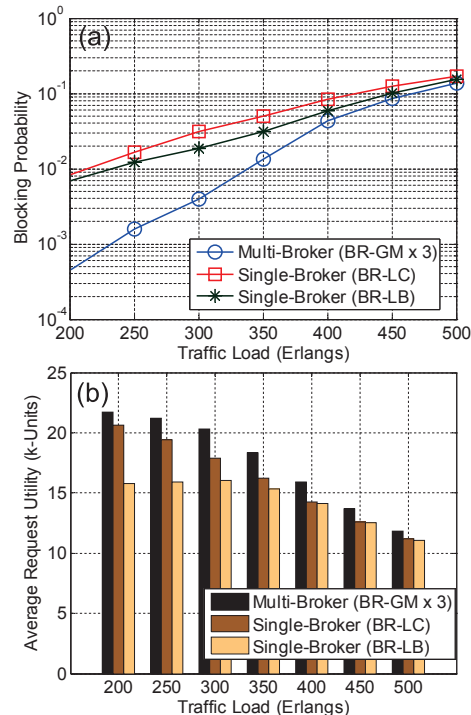 (a)
Blocking Probability
10^0
10^-1
10^-2
10^-3
10^-4
Multi-Broker (BR-GM x 3)
Single-Broker (BR-LC)
Single-Broker (BR-LB)
200 250 300 350 400 450 500
Traffic Load (Erlangs)
(b)
Average Request Utility (k-Units)
25
20
15
10
5
0
Multi-Broker (BR-GM x 3)
Single-Broker (BR-LC)
Single-Broker (BR-LB)
200 250 300 350 400 450 500
Traffic Load (Erlangs)